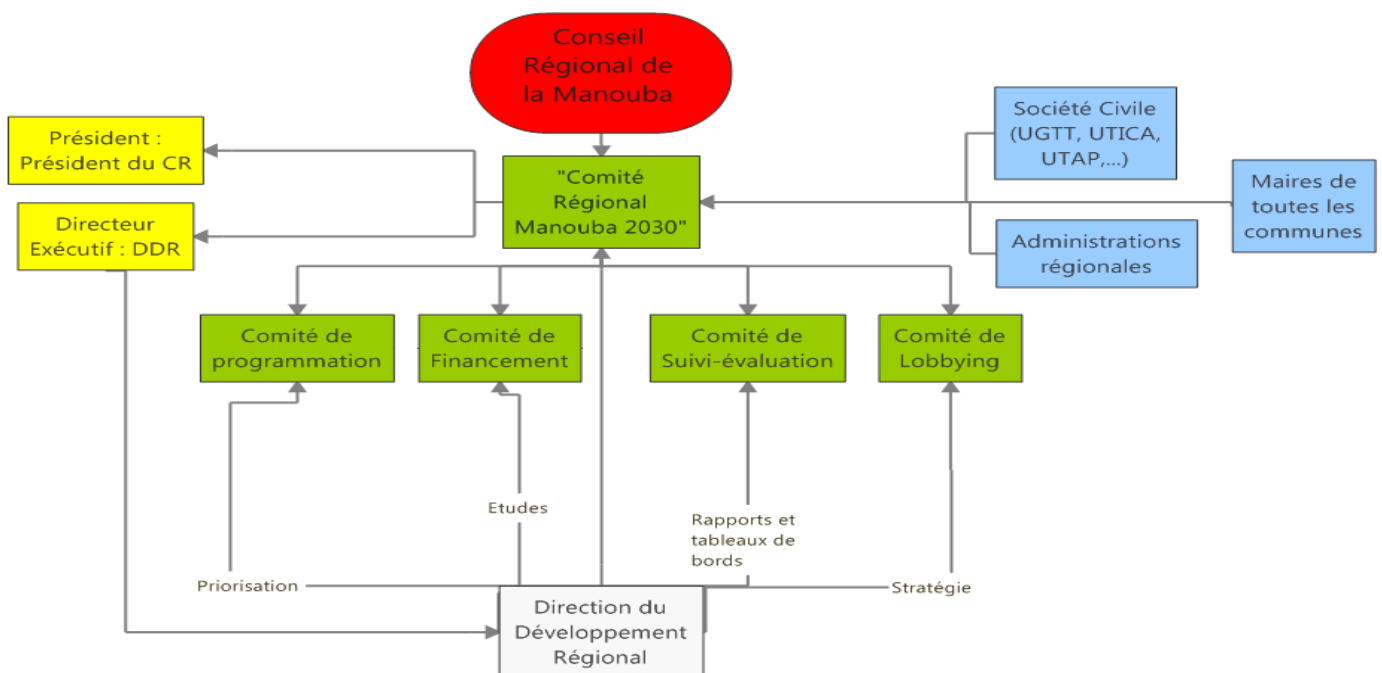 Conseil
Régional de
la Manouba
Président :
Président du CR
"Comité
Régional
Manouba 2030"
Société Civile
(UGTT, UTICA,
UTAP,...)
Maires de
toutes les
communes
Directeur
Exécutif : DDR
Administrations
régionales
Comité de
programmation
Comité de
Financement
Comité de
Suivi-évaluation
Comité de
Lobbying
Etudes
Rapports et
tableaux de
bords
Priorisation
Stratégie
Direction du
Développement
Régional